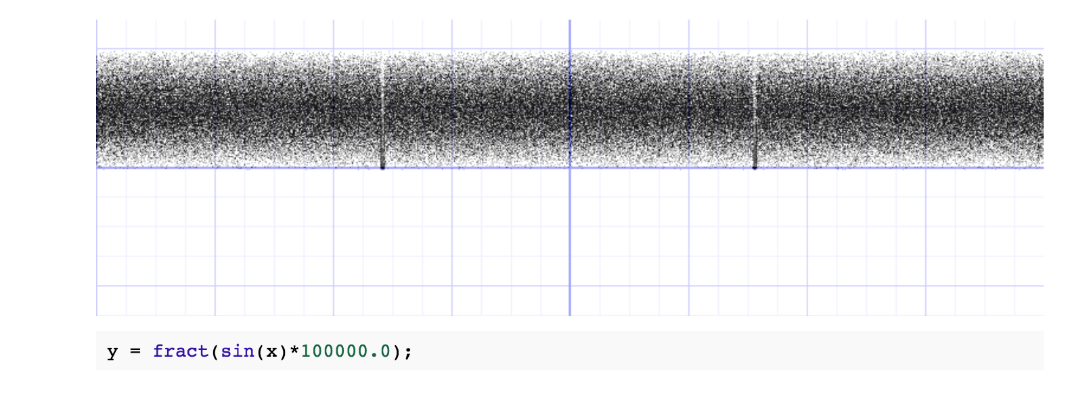 y = fract(sin(x)*100000.0);